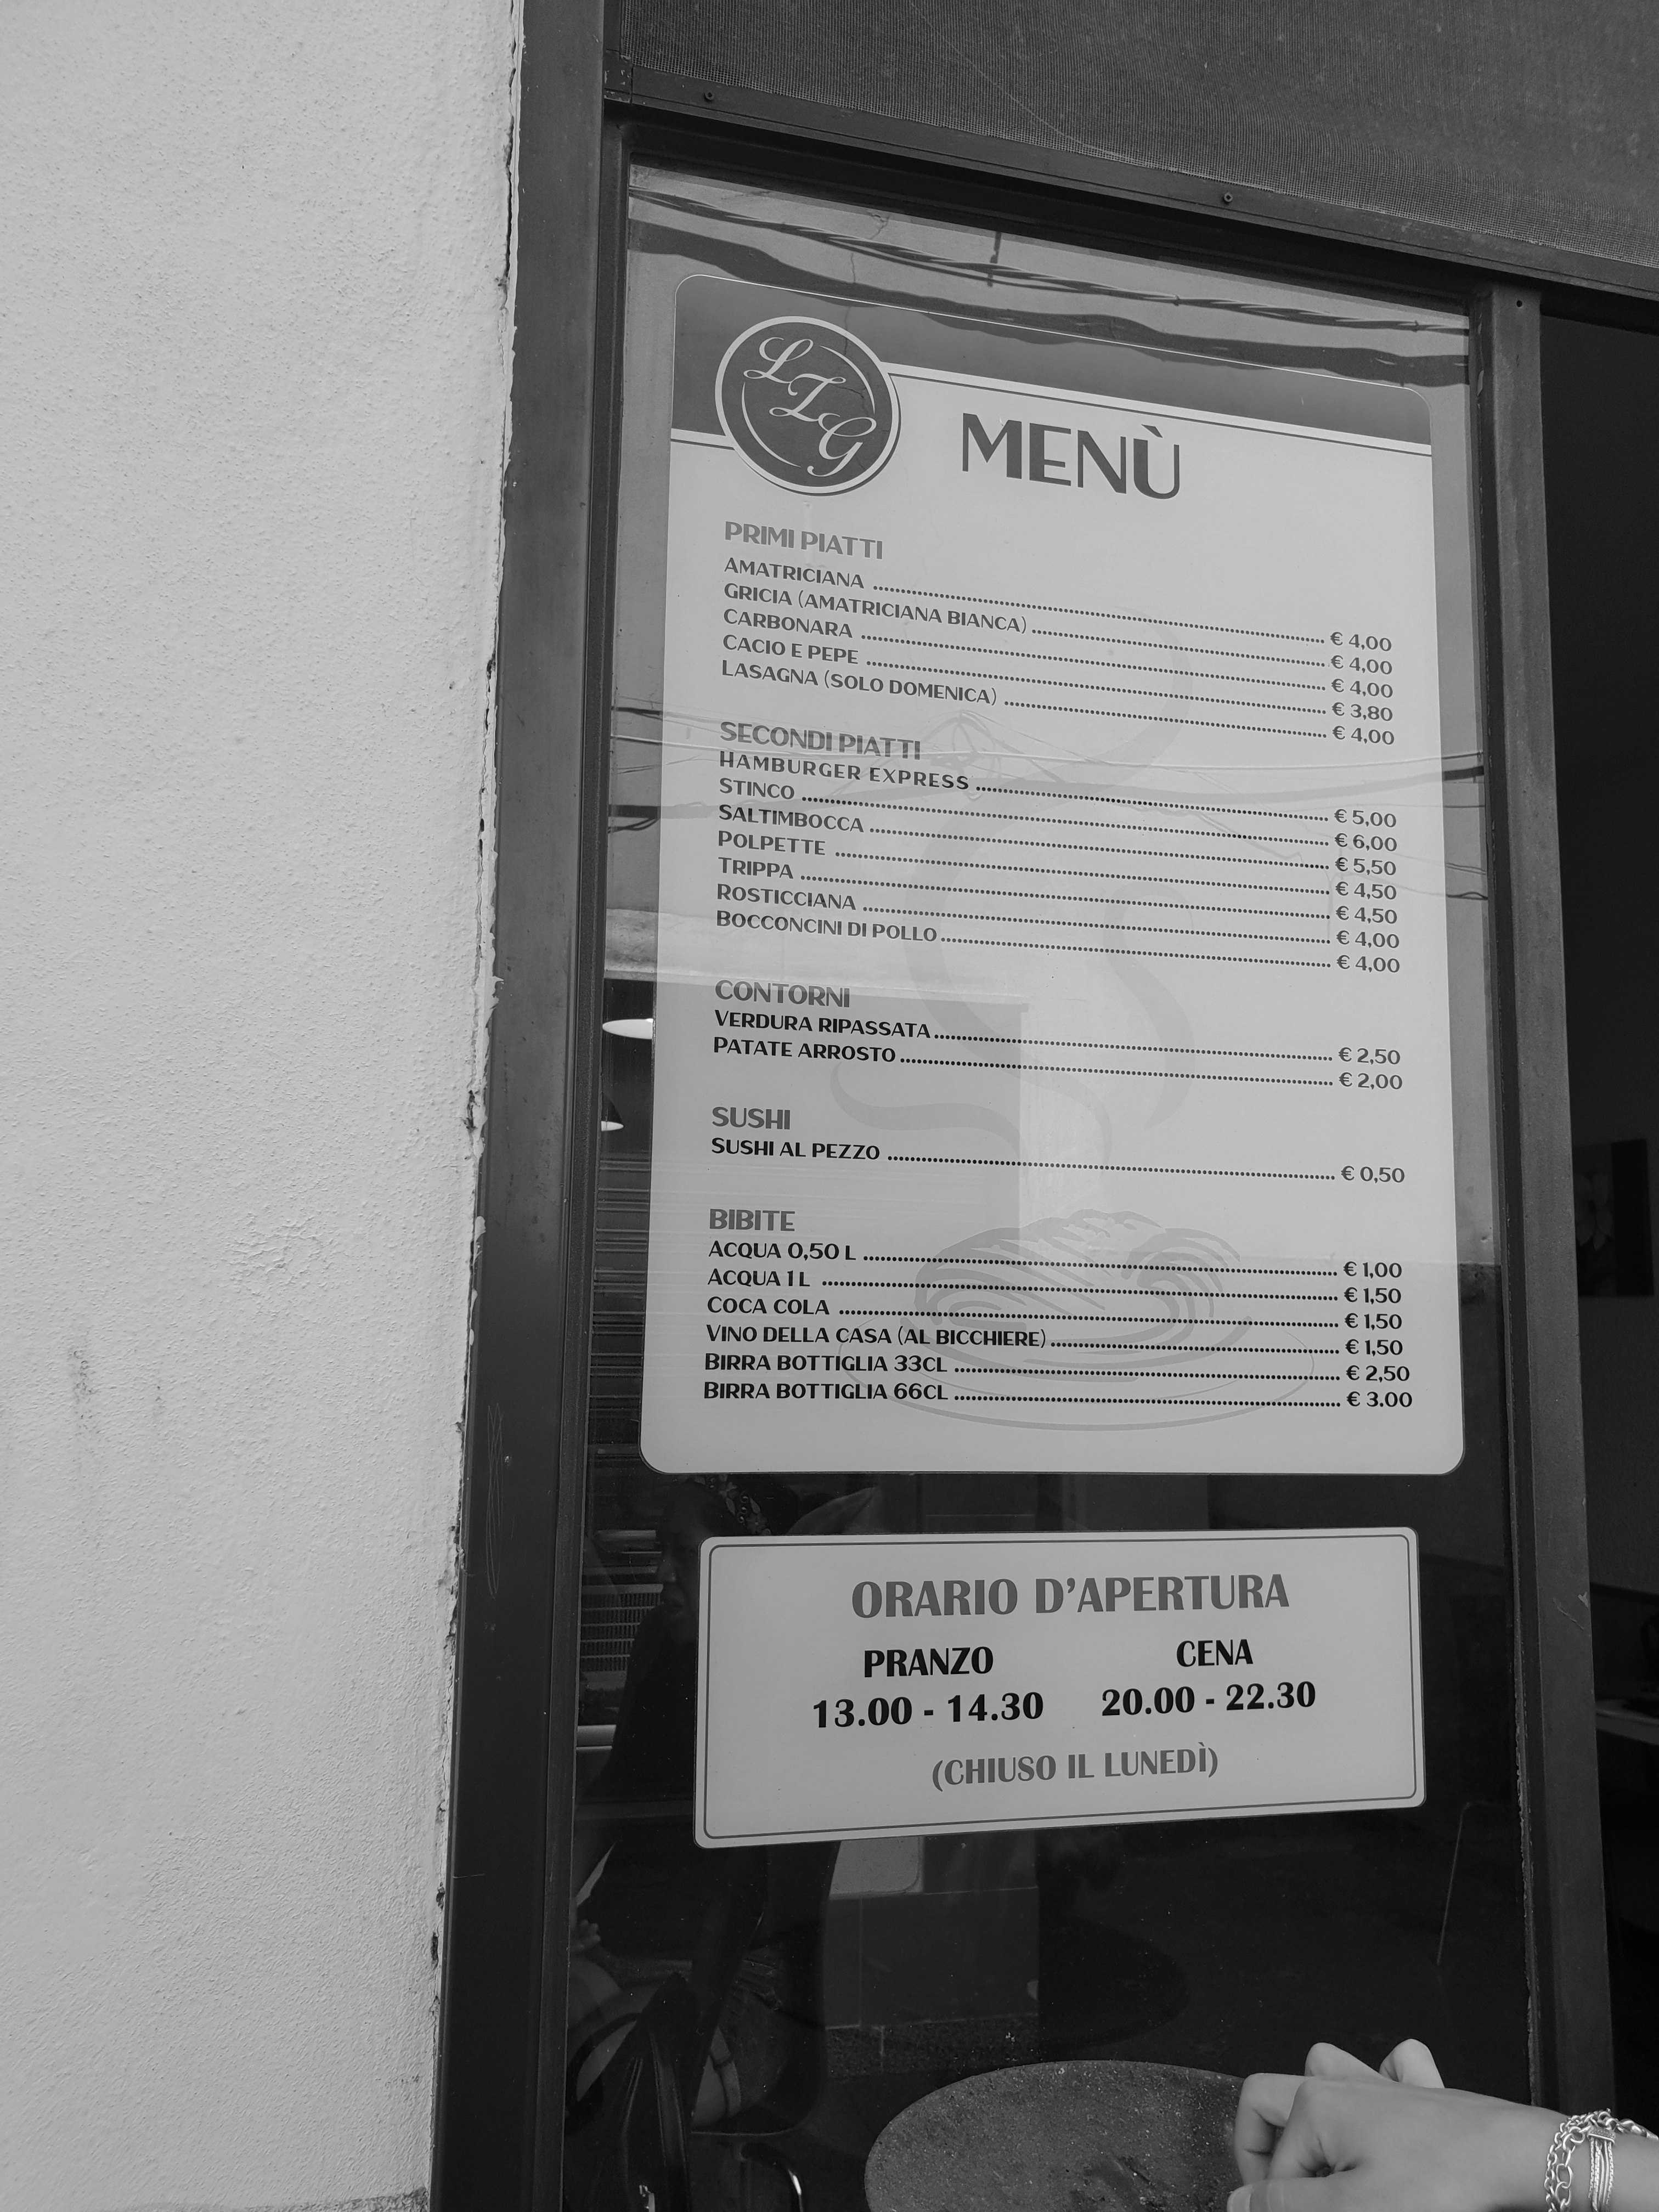 LTG
MENÙ
PRIMI PIATTI
AMATRICIANA ........ € 4,00
GRICIA (AMATRICIANA BIANCA) ........ € 4,00
CARBONARA ........ € 4,00
CACIO E PEPE ........ € 3,80
LASAGNA (SOLO DOMENICA) ........ € 4,00
SECONDI PIATTI
HAMBURGER EXPRESS ........ € 5,00
STINCO ........ € 6,00
SALTIMBOCCA ........ € 5,50
POLPETTE ........ € 4,50
TRIPPA ........ € 4,50
ROSTICCIANA ........ € 4,00
BOCCONCINI DI POLLO ........ € 4,00
CONTORNI
VERDURA RIPASSATA ........ € 2,50
PATATE ARROSTO ........ € 2,00
SUSHI
SUSHI AL PEZZO ........ € 0,50
BIBITE
ACQUA 0,50 L ........ € 1,00
ACQUA 1 L ........ € 1,50
COCA COLA ........ € 1,50
VINO DELLA CASA (AL BICCHIERE) ........ € 1,50
BIRRA BOTTIGLIA 33CL ........ € 2,50
BIRRA BOTTIGLIA 66CL ........ € 3.00
ORARIO D'APERTURA
PRANZO CENA
13.00 - 14.30 20.00 - 22.30
(CHIUSO IL LUNEDÌ)